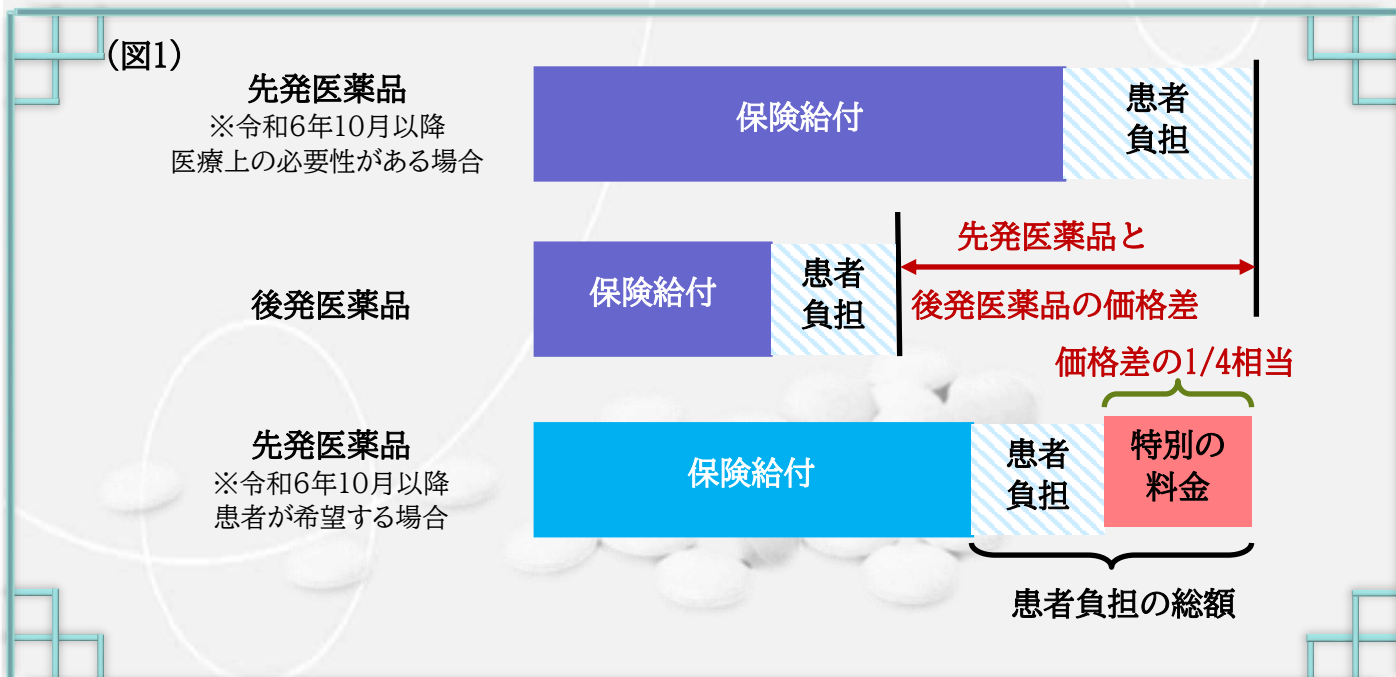 (図1)
先発医薬品
※令和6年10月以降
医療上の必要性がある場合
保険給付
患者
負担
先発医薬品と
後発医薬品の価格差
後発医薬品
保険給付
患者
負担
価格差の1/4相当
先発医薬品
※令和6年10月以降
患者が希望する場合
保険給付
患者
負担
特別の
料金
患者負担の総額